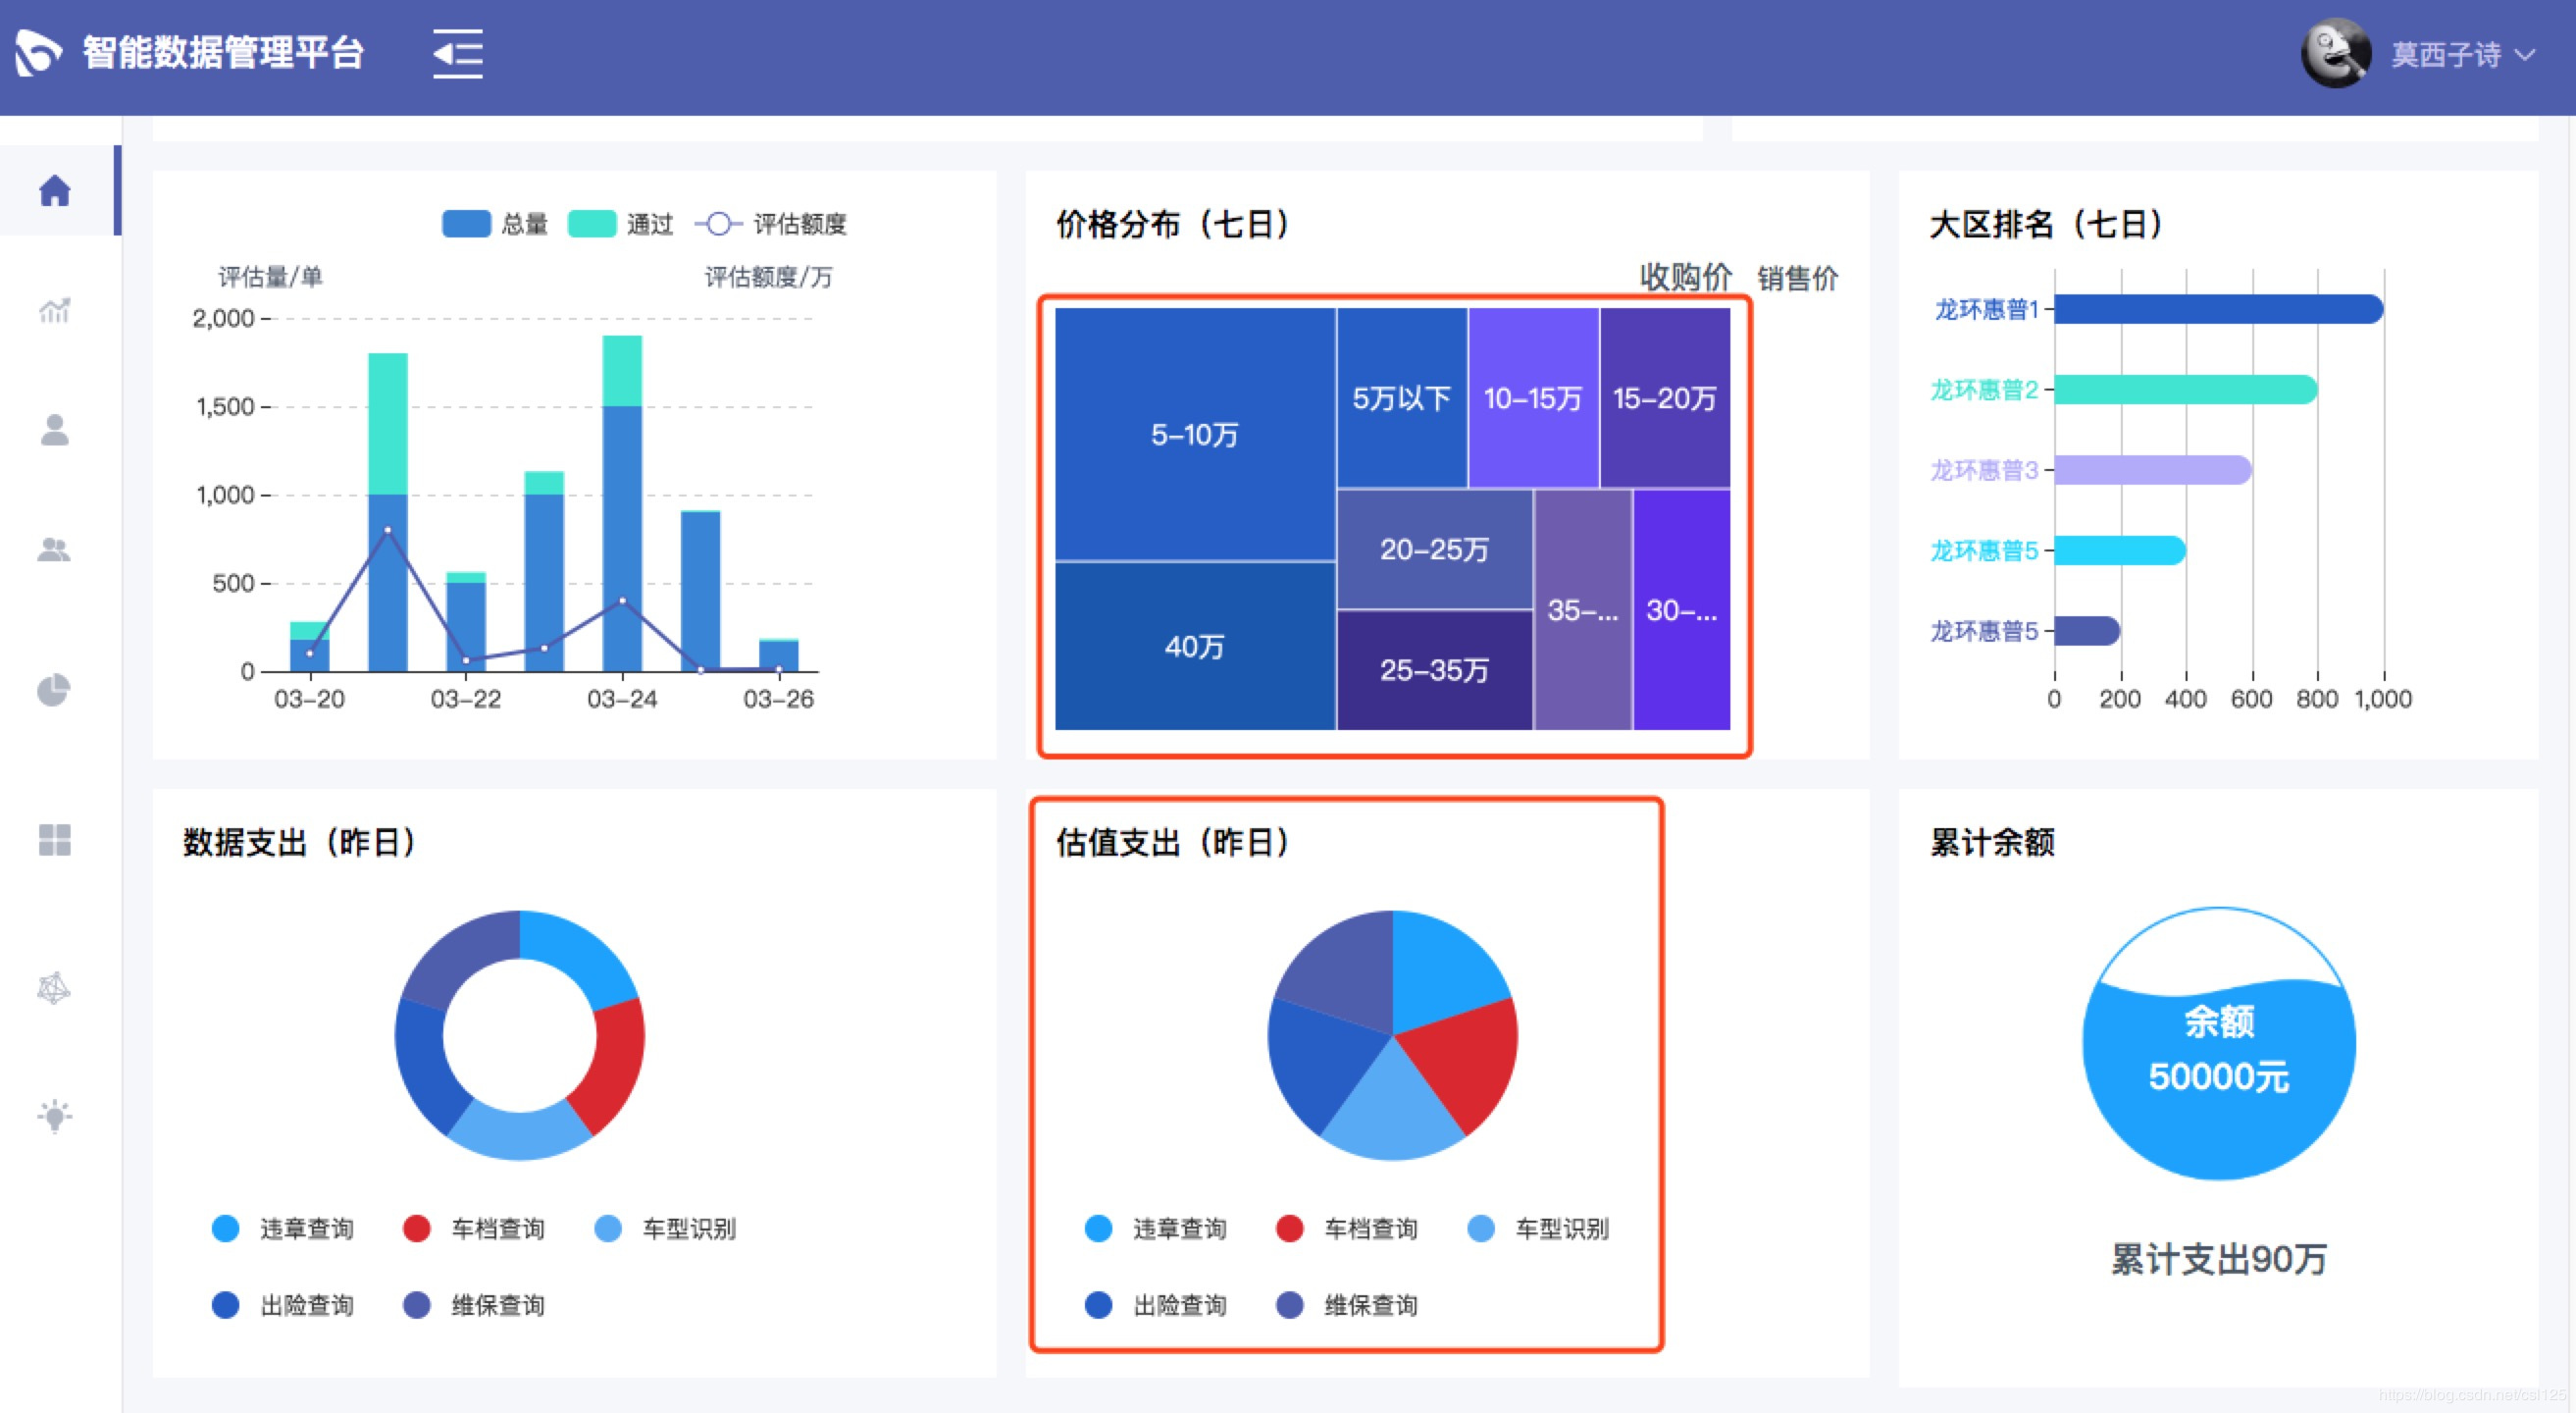 智能数据管理平台
莫西子诗
总量 通过 评估额度
评估量/单 评估额度/万
2,000
1,500
1,000
500
0
03-20 03-22 03-24 03-26
价格分布（七日）
收购价 销售价
5-10万
40万
5万以下
10-15万
15-20万
20-25万
25-35万
35-...
30-...
大区排名（七日）
龙环惠普1
龙环惠普2
龙环惠普3
龙环惠普5
龙环惠普5
0 200 400 600 800 1,000
数据支出（昨日）
违章查询 车档查询 车型识别
出险查询 维保查询
估值支出（昨日）
违章查询 车档查询 车型识别
出险查询 维保查询
累计余额
余额
50000元
累计支出90万
https://blog.csdn.net/csl125